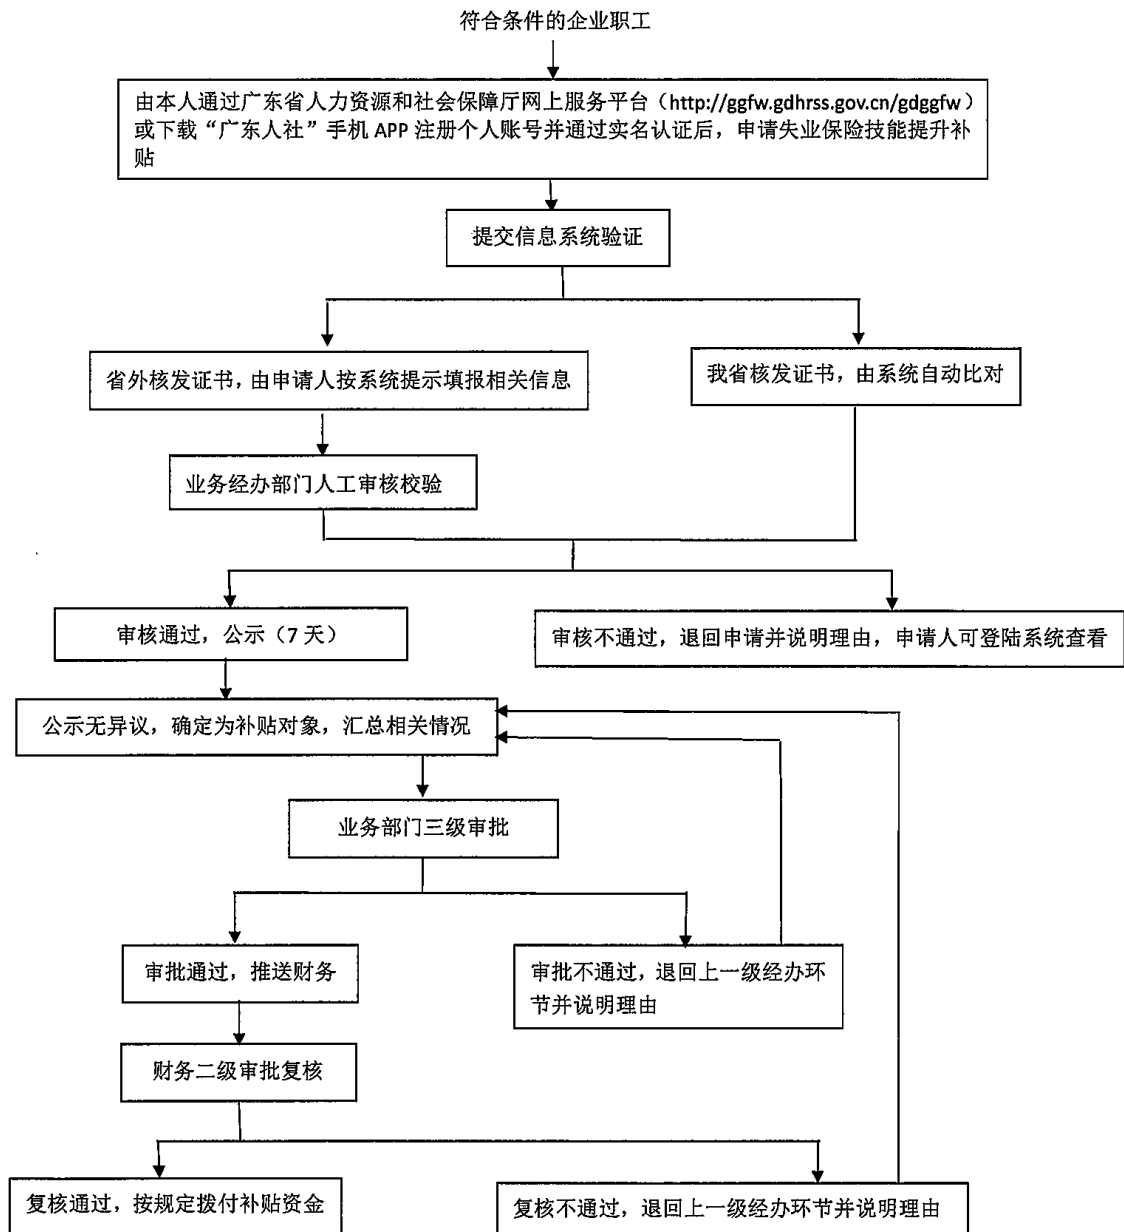 符合条件的企业职工
由本人通过广东省人力资源和社会保障厅网上服务平台（http://ggfw.gdhrss.gov.cn/gdggfw）
或下载“广东人社”手机 APP 注册个人账号并通过实名认证后，申请失业保险技能提升补
贴
提交信息系统验证
省外核发证书，由申请人按系统提示填报相关信息
我省核发证书，由系统自动比对
业务经办部门人工审核校验
审核通过，公示（7 天）
审核不通过，退回申请并说明理由，申请人可登陆系统查看
公示无异议，确定为补贴对象，汇总相关情况
业务部门三级审批
审批通过，推送财务
审批不通过，退回上一级经办环
节并说明理由
财务二级审批复核
复核通过，按规定拨付补贴资金
复核不通过，退回上一级经办环节并说明理由